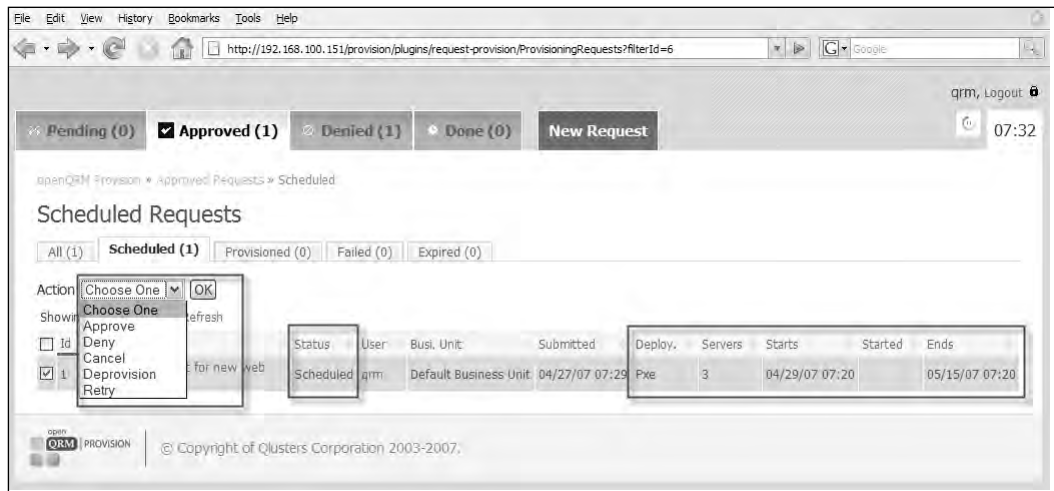 File Edit View History Bookmarks Tools Help
http://192.168.100.151/provision/plugins/request-provision/ProvisioningRequests?filterId=6
G Google
qrm, Logout
Pending (0) Approved (1) Denied (1) Done (0) New Request
07:32
openQRM Provision » Approved Requests » Scheduled
Scheduled Requests
All (1) Scheduled (1) Provisioned (0) Failed (0) Expired (0)
Action Choose One OK
Choose One
Approve
Deny
Cancel
Deprovision
Retry
Id Status User Busi. Unit Submitted Deploy. Servers Starts Started Ends
1 for new web Scheduled qrm Default Business Unit 04/27/07 07:29 Pxe 3 04/29/07 07:20 05/15/07 07:20
open
QRM PROVISION
© Copyright of Qlusters Corporation 2003-2007.